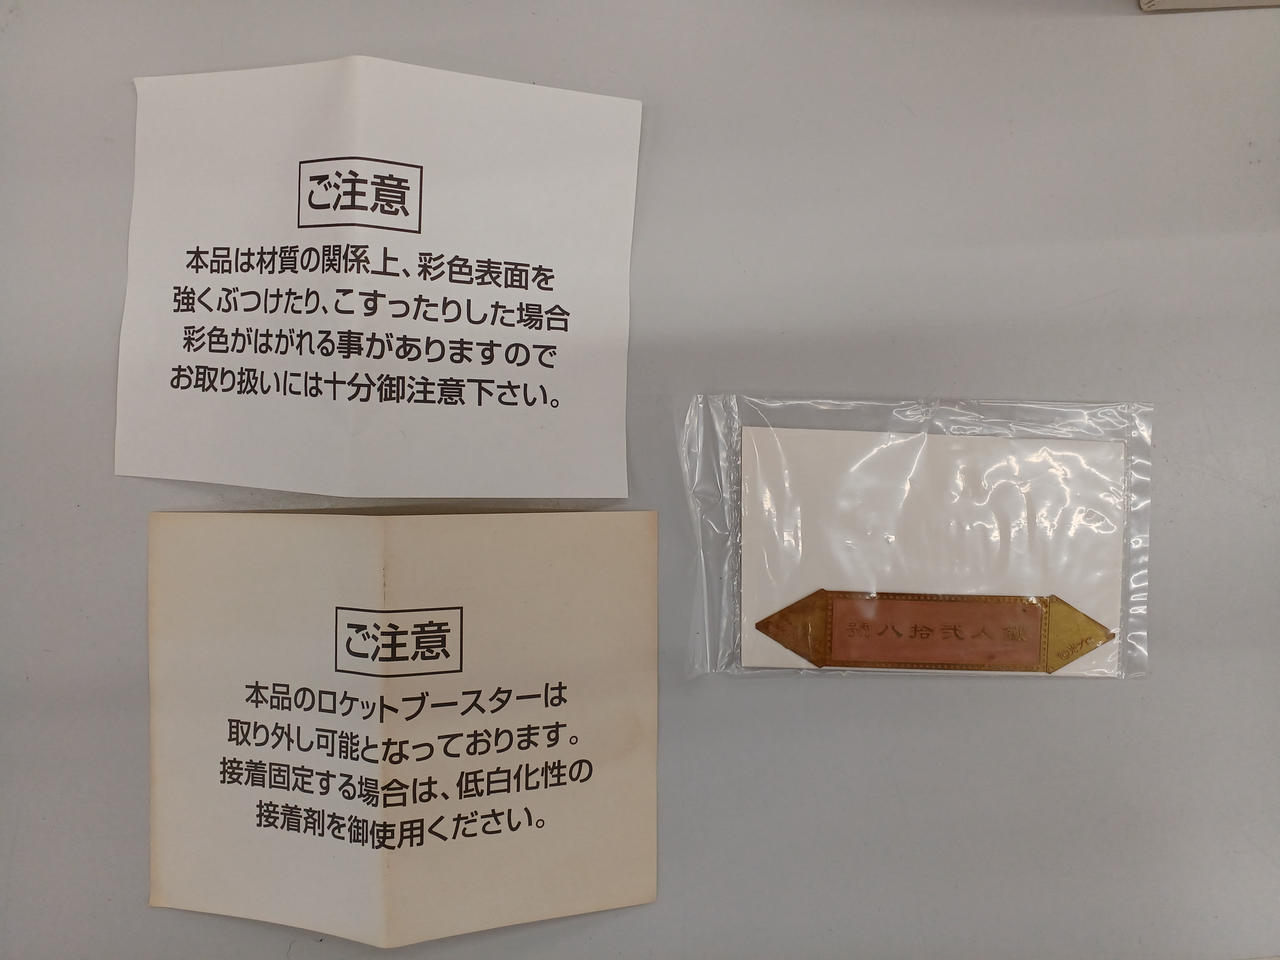 ご注意
本品は材質の関係上、彩色表面を
強くぶつけたり、こすったりした場合
彩色がはがれる事がありますので
お取り扱いには十分御注意下さい。
ご注意
本品のロケットブースターは
取り外し可能となっております。
接着固定する場合は、低白化性の
接着剤を御使用ください。